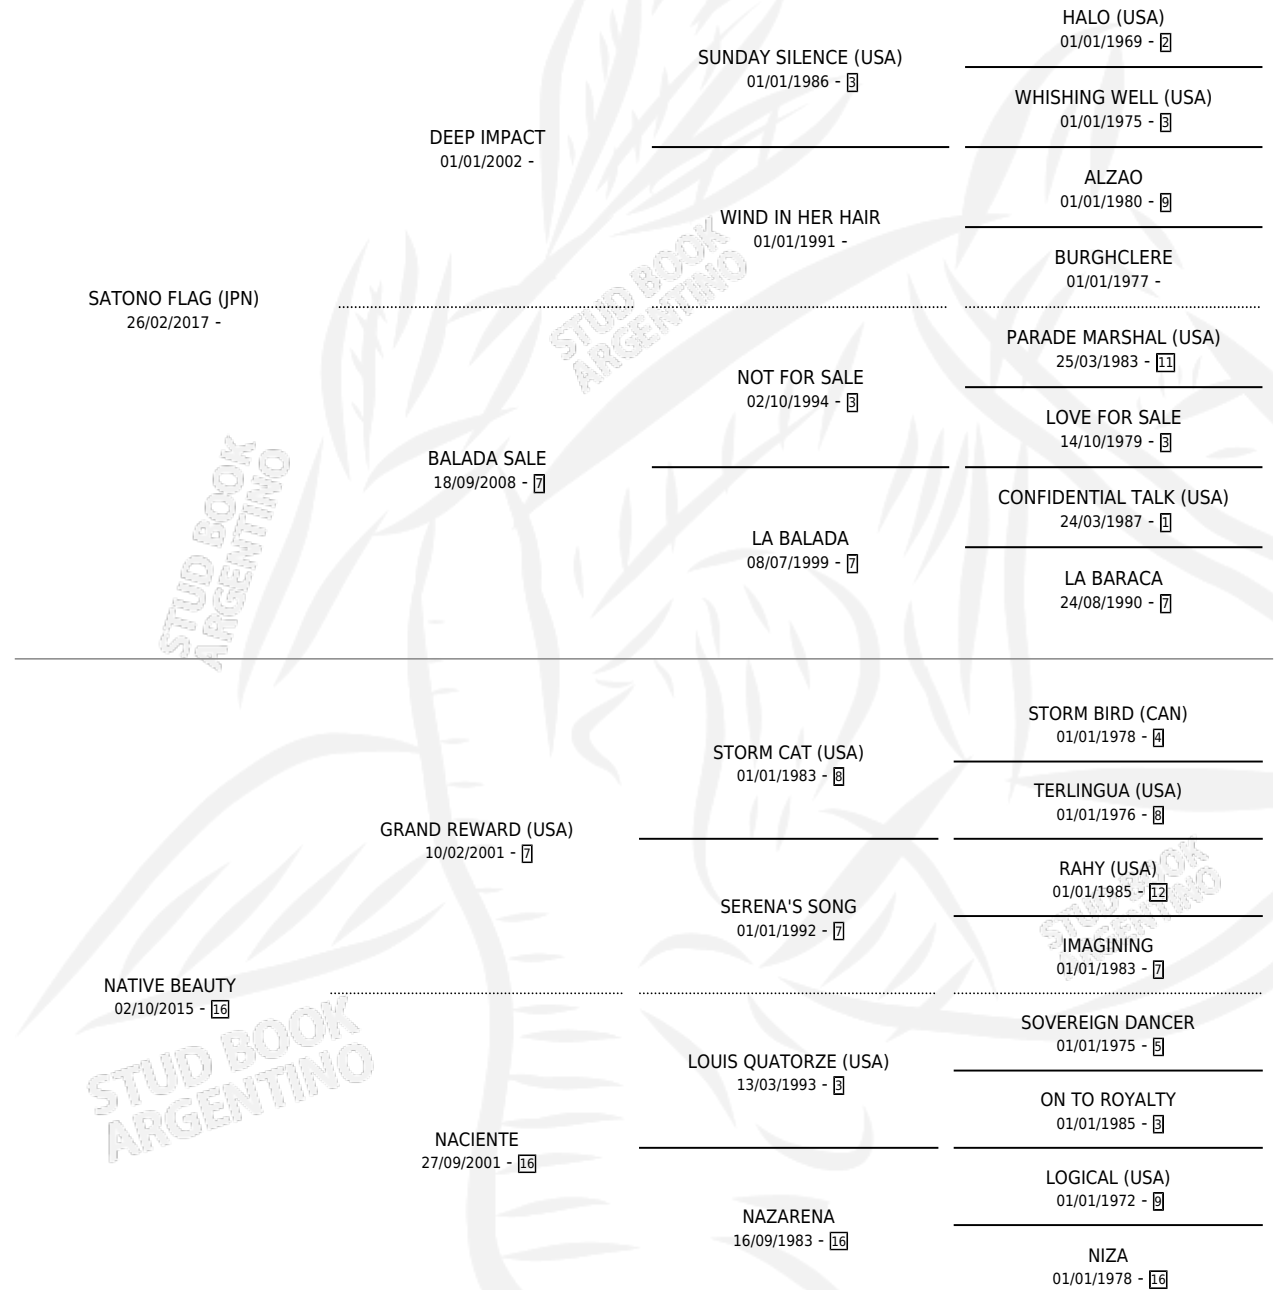 HALO (USA)
01/01/1969 - 2
SUNDAY SILENCE (USA)
01/01/1986 - 3
WHISHING WELL (USA)
01/01/1975 - 3
DEEP IMPACT
01/01/2002 -
ALZAO
01/01/1980 - 9
WIND IN HER HAIR
01/01/1991 -
BURGHCLERE
01/01/1977 -
SATONO FLAG (JPN)
26/02/2017 -
PARADE MARSHAL (USA)
25/03/1983 - 11
NOT FOR SALE
02/10/1994 - 3
LOVE FOR SALE
14/10/1979 - 3
BALADA SALE
18/09/2008 - 7
CONFIDENTIAL TALK (USA)
24/03/1987 - 1
LA BALADA
08/07/1999 - 7
LA BARACA
24/08/1990 - 7
STORM BIRD (CAN)
01/01/1978 - 4
STORM CAT (USA)
01/01/1983 - 8
TERLINGUA (USA)
01/01/1976 - 8
GRAND REWARD (USA)
10/02/2001 - 7
RAHY (USA)
01/01/1985 - 12
SERENA'S SONG
01/01/1992 - 7
IMAGINING
01/01/1983 - 7
NATIVE BEAUTY
02/10/2015 - 16
SOVEREIGN DANCER
01/01/1975 - 5
LOUIS QUATORZE (USA)
13/03/1993 - 3
ON TO ROYALTY
01/01/1985 - 3
NACIENTE
27/09/2001 - 16
LOGICAL (USA)
01/01/1972 - 9
NAZARENA
16/09/1983 - 16
NIZA
01/01/1978 - 16
STUD BOOK
ARGENTINO
STUD BOOK
ARGENTINO
STUD BOOK
ARGENTINO
STUD BOOK
ARGENTINO